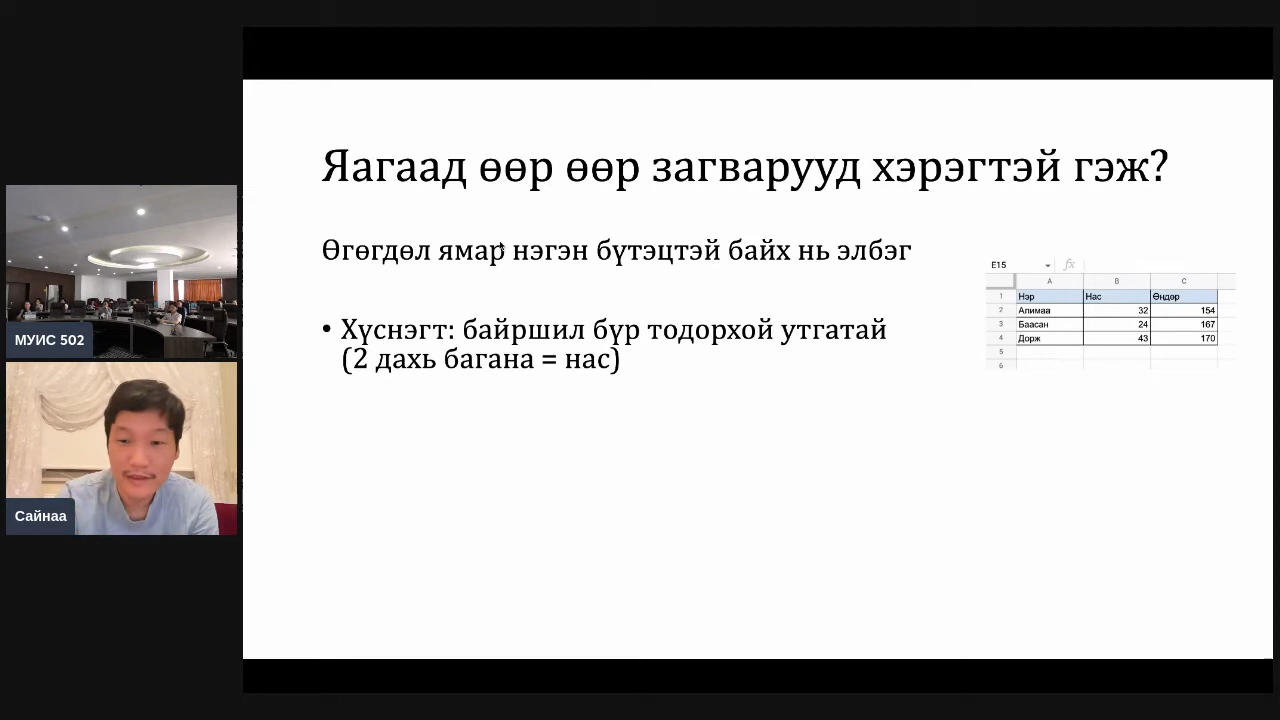 Яагаад өөр өөр загварууд хэрэгтэй гэж?
Өгөгдөл ямар нэгэн бүтэцтэй байх нь элбэг
• Хүснэгт: байршил бүр тодорхой утгатай
(2 дахь багана = нас)
E15 fx
A B C
1 Нэр Нас Өндөр
2 Алимаа 32 154
3 Баасан 24 167
4 Дорж 43 170
5
6
МУИС 502
Сайнаа